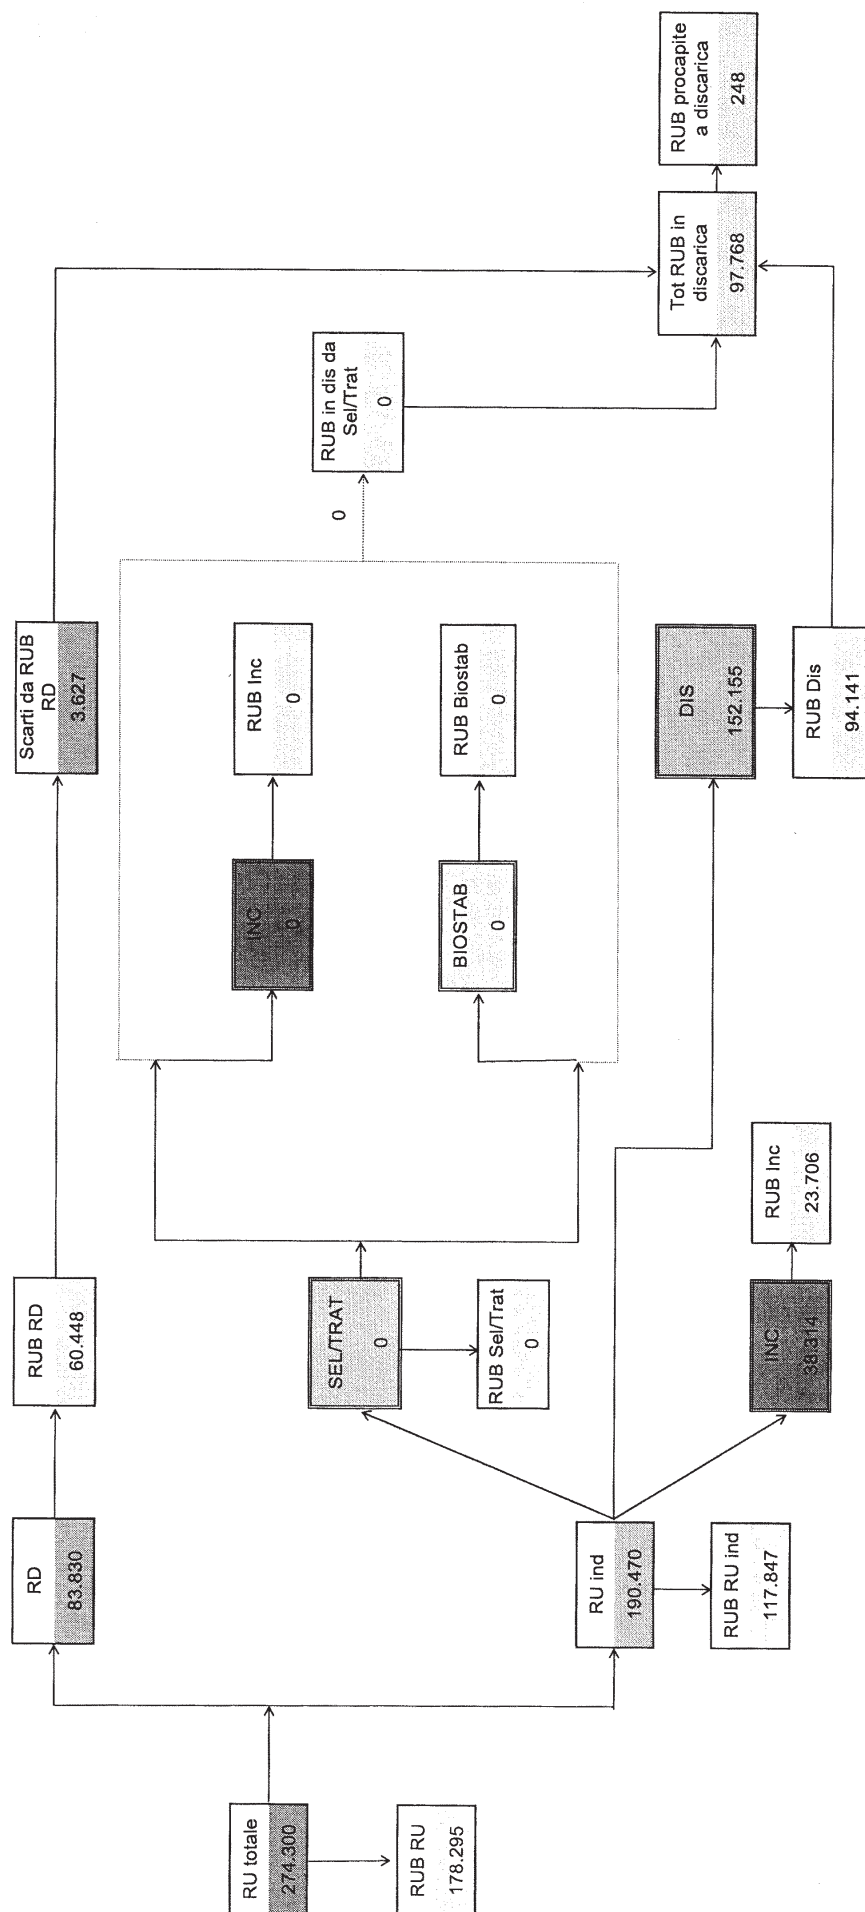 RU totale
274.300
RUB RU
178.295
RD
83.830
RU ind
190.470
RUB RU ind
117.847
RUB RD
60.448
SEL/TRAT
0
RUB Sel/Trat
0
INC
38.314
RUB Inc
23.706
INC
0
BIOSTAB
0
Scarti da RUB
RD
3.627
RUB Inc
0
RUB Biostab
0
DIS
152.155
RUB Dis
94.141
0
RUB in dis da
Sel/Trat
0
Tot RUB in
discarica
97.768
RUB procapite
a discarica
248